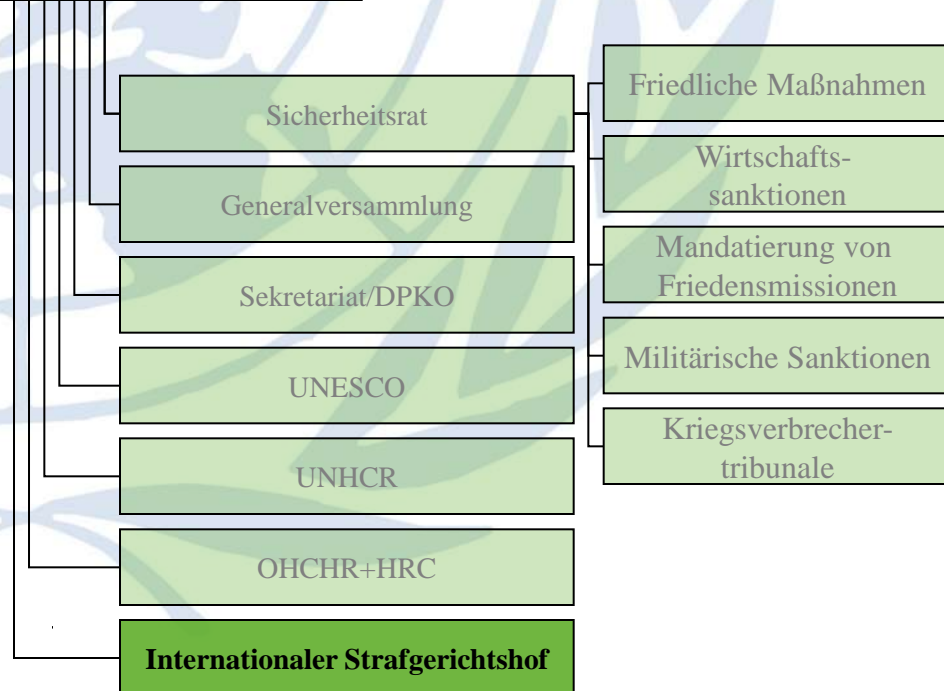 Sicherheitsrat
Generalversammlung
Sekretariat/DPKO
UNESCO
UNHCR
OHCHR+HRC
Internationaler Strafgerichtshof
Friedliche Maßnahmen
Wirtschafts-
sanktionen
Mandatierung von
Friedensmissionen
Militärische Sanktionen
Kriegsverbrecher-
tribunale